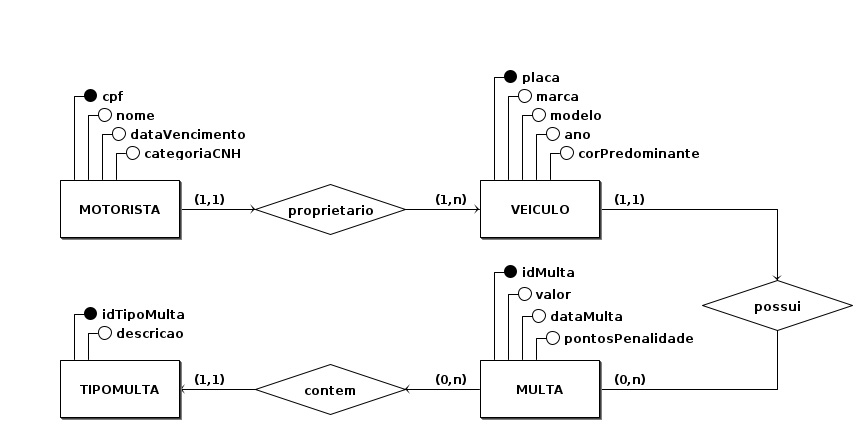 placa
cpf
marca
nome
modelo
dataVencimento
ano
categoriaCNH
corPredominante
(1,1)
(1,n)
(1,1)
MOTORISTA
proprietario
VEICULO
idMulta
valor
possui
idTipoMulta
dataMulta
descricao
pontosPenalidade
(1,1)
(0,n)
(0,n)
TIPOMULTA
contem
MULTA